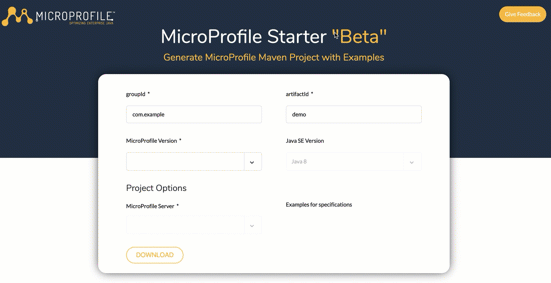 MICROPROFILE™
OPTIMIZING ENTERPRISE JAVA
Give Feedback
MicroProfile Starter "Beta"
Generate MicroProfile Maven Project with Examples
groupId *
artifactId *
com.example
demo
MicroProfile Version *
Java SE Version
Java 8
Project Options
MicroProfile Server *
Examples for specifications
DOWNLOAD